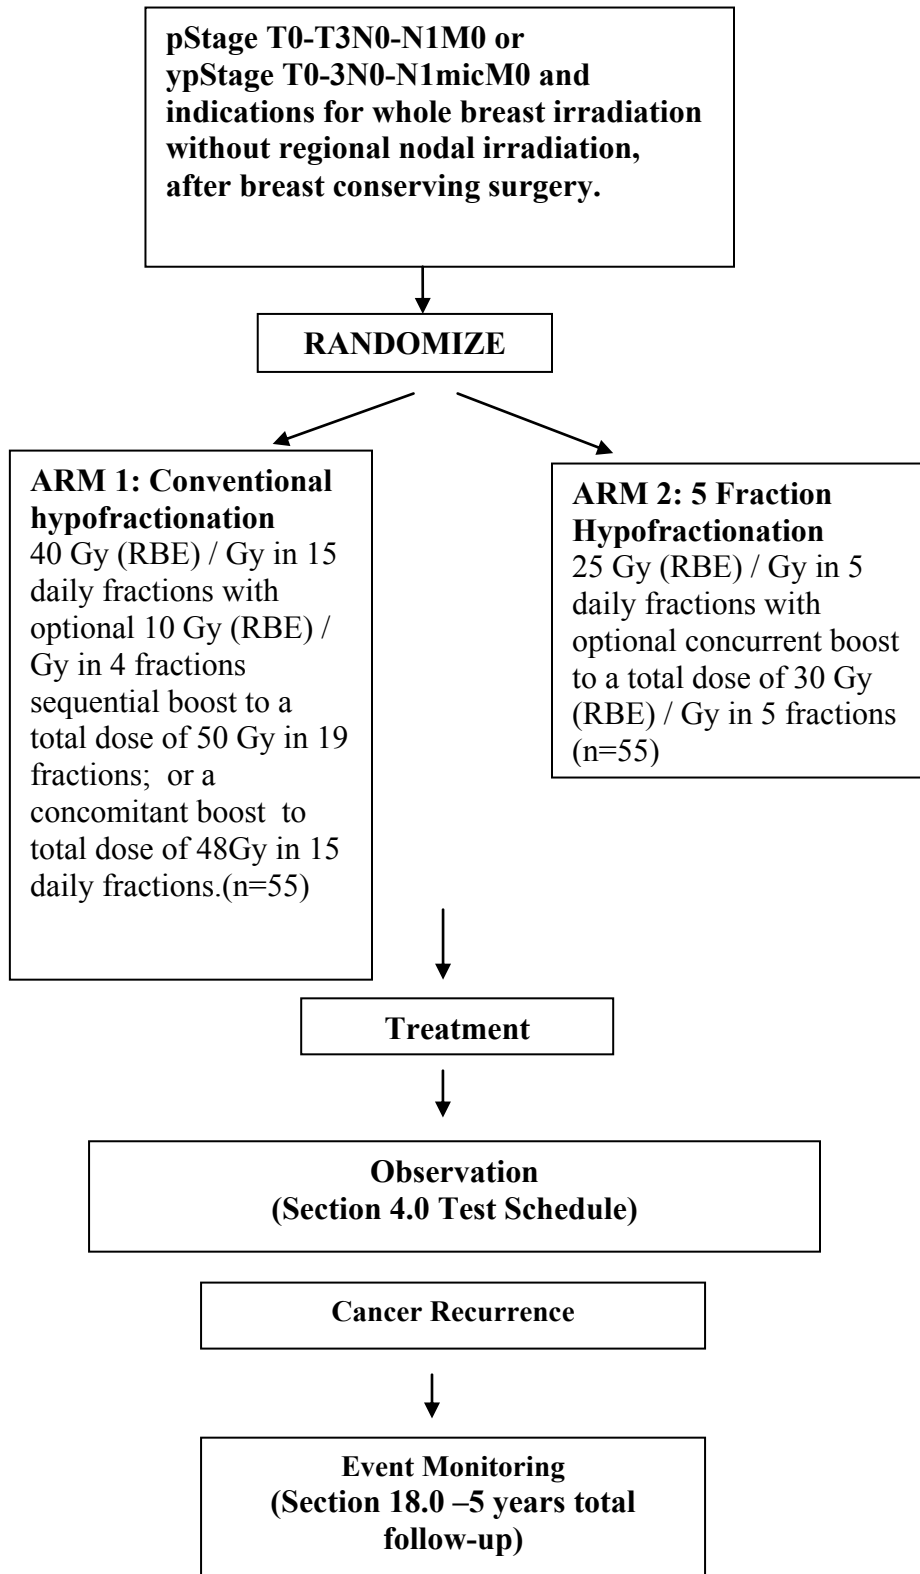 pStage T0-T3N0-N1M0 or
ypStage T0-3N0-N1micM0 and
indications for whole breast irradiation
without regional nodal irradiation,
after breast conserving surgery.
RANDOMIZE
ARM 1: Conventional
hypofractionation
40 Gy (RBE) / Gy in 15
daily fractions with
optional 10 Gy (RBE) /
Gy in 4 fractions
sequential boost to a
total dose of 50 Gy in 19
fractions;  or a
concomitant boost  to
total dose of 48Gy in 15
daily fractions.(n=55)
ARM 2: 5 Fraction
Hypofractionation
25 Gy (RBE) / Gy in 5
daily fractions with
optional concurrent boost
to a total dose of 30 Gy
(RBE) / Gy in 5 fractions
(n=55)
Treatment
Observation
(Section 4.0 Test Schedule)
Cancer Recurrence
Event Monitoring
(Section 18.0 –5 years total
follow-up)